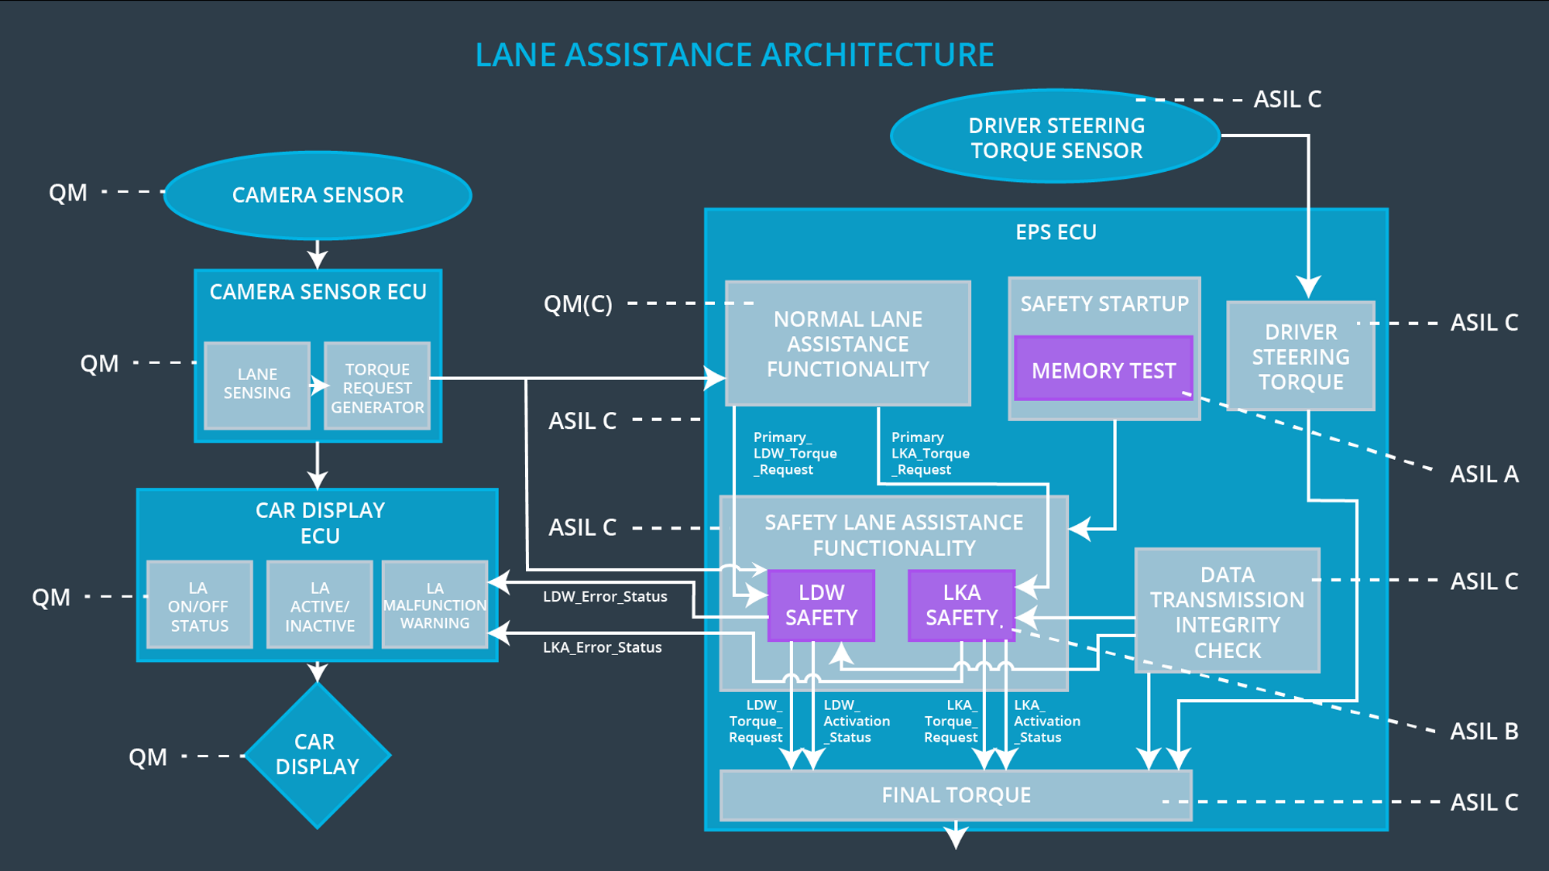 LANE ASSISTANCE ARCHITECTURE
ASIL C
DRIVER STEERING
TORQUE SENSOR
QM
CAMERA SENSOR
EPS ECU
CAMERA SENSOR ECU
QM
LANE
SENSING
TORQUE
REQUEST
GENERATOR
QM(C)
NORMAL LANE
ASSISTANCE
FUNCTIONALITY
SAFETY STARTUP
MEMORY TEST
DRIVER
STEERING
TORQUE
ASIL C
ASIL C
Primary_
LDW_Torque
_Request
Primary
LKA_Torque
_Request
ASIL A
CAR DISPLAY
ECU
QM
LA
ON/OFF
STATUS
LA
ACTIVE/
INACTIVE
LA
MALFUNCTION
WARNING
ASIL C
SAFETY LANE ASSISTANCE
FUNCTIONALITY
LDW
SAFETY
LKA
SAFETY
LDW_Error_Status
LKA_Error_Status
DATA
TRANSMISSION
INTEGRITY
CHECK
ASIL C
LDW_
Torque_
Request
LDW_
Activation
_Status
LKA_
Torque_
Request
LKA_
Activation
_Status
ASIL B
QM
CAR
DISPLAY
FINAL TORQUE
ASIL C